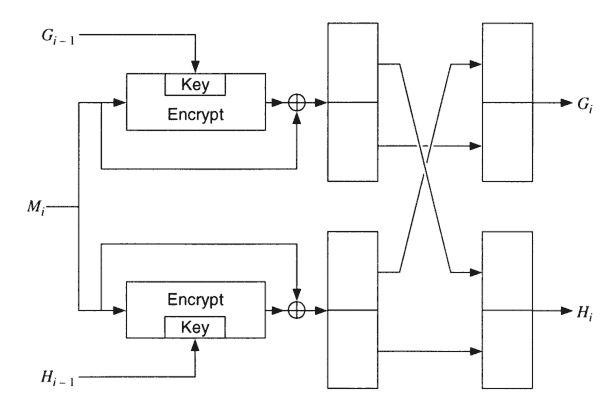 G_{i-1}
Key
Encrypt
⊕
G_i
M_i
Encrypt
⊕
Key
H_i
H_{i-1}